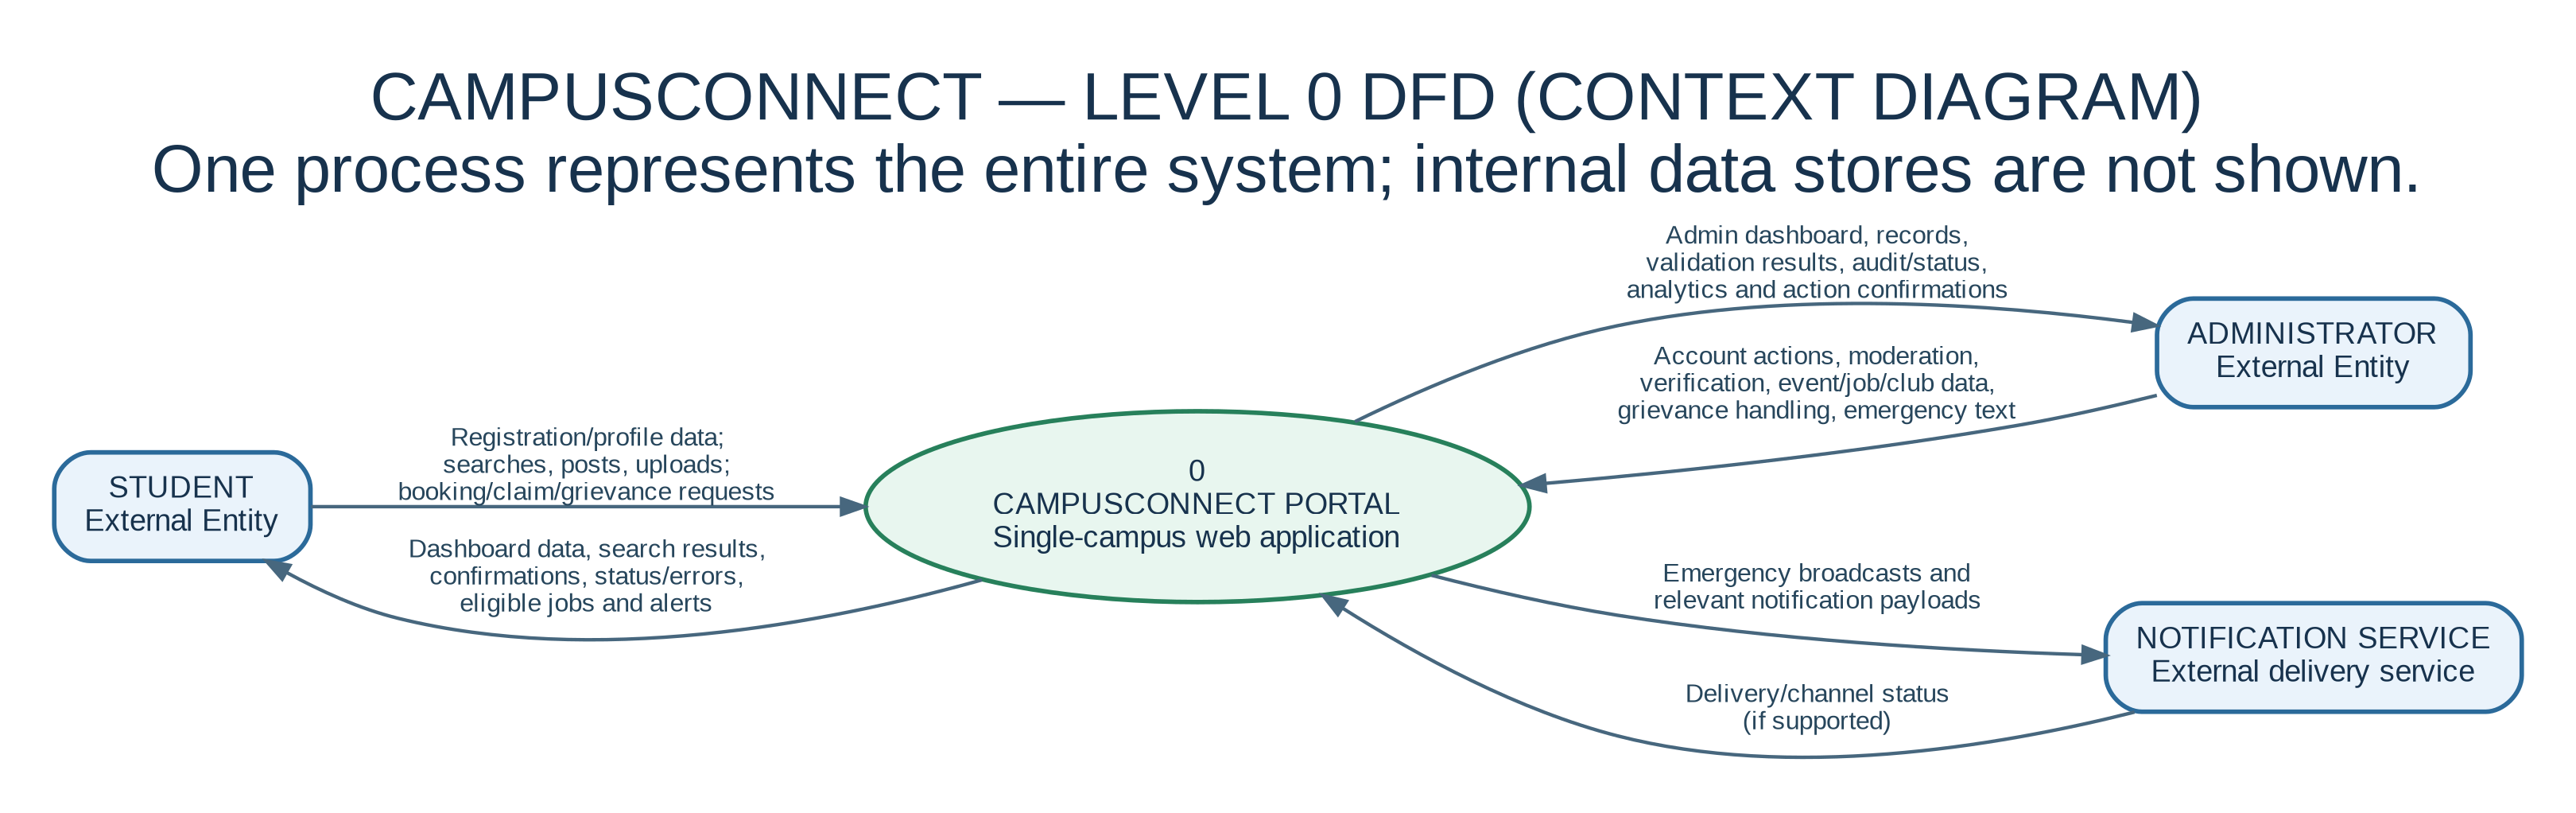 CAMPUSCONNECT — LEVEL 0 DFD (CONTEXT DIAGRAM)
One process represents the entire system; internal data stores are not shown.
Admin dashboard, records,
validation results, audit/status,
analytics and action confirmations
ADMINISTRATOR
External Entity
Account actions, moderation,
verification, event/job/club data,
grievance handling, emergency text
Registration/profile data;
searches, posts, uploads;
booking/claim/grievance requests
STUDENT
External Entity
0
CAMPUSCONNECT PORTAL
Single-campus web application
Dashboard data, search results,
confirmations, status/errors,
eligible jobs and alerts
Emergency broadcasts and
relevant notification payloads
NOTIFICATION SERVICE
External delivery service
Delivery/channel status
(if supported)